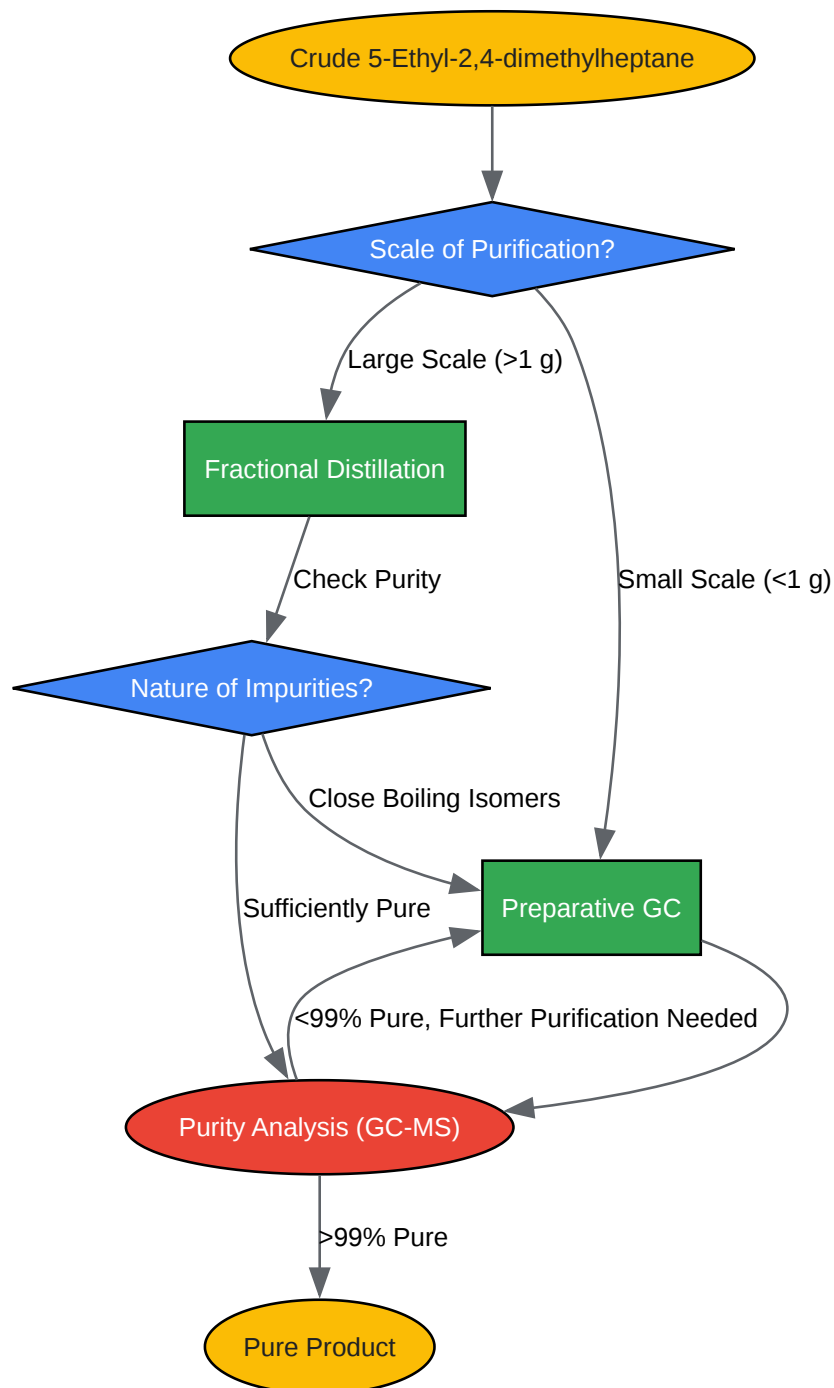 Crude 5-Ethyl-2,4-dimethylheptane
Scale of Purification?
Large Scale (>1 g)
Fractional Distillation
Check Purity
Small Scale (<1 g)
Nature of Impurities?
Close Boiling Isomers
Sufficiently Pure
Preparative GC
<99% Pure, Further Purification Needed
Purity Analysis (GC-MS)
>99% Pure
Pure Product